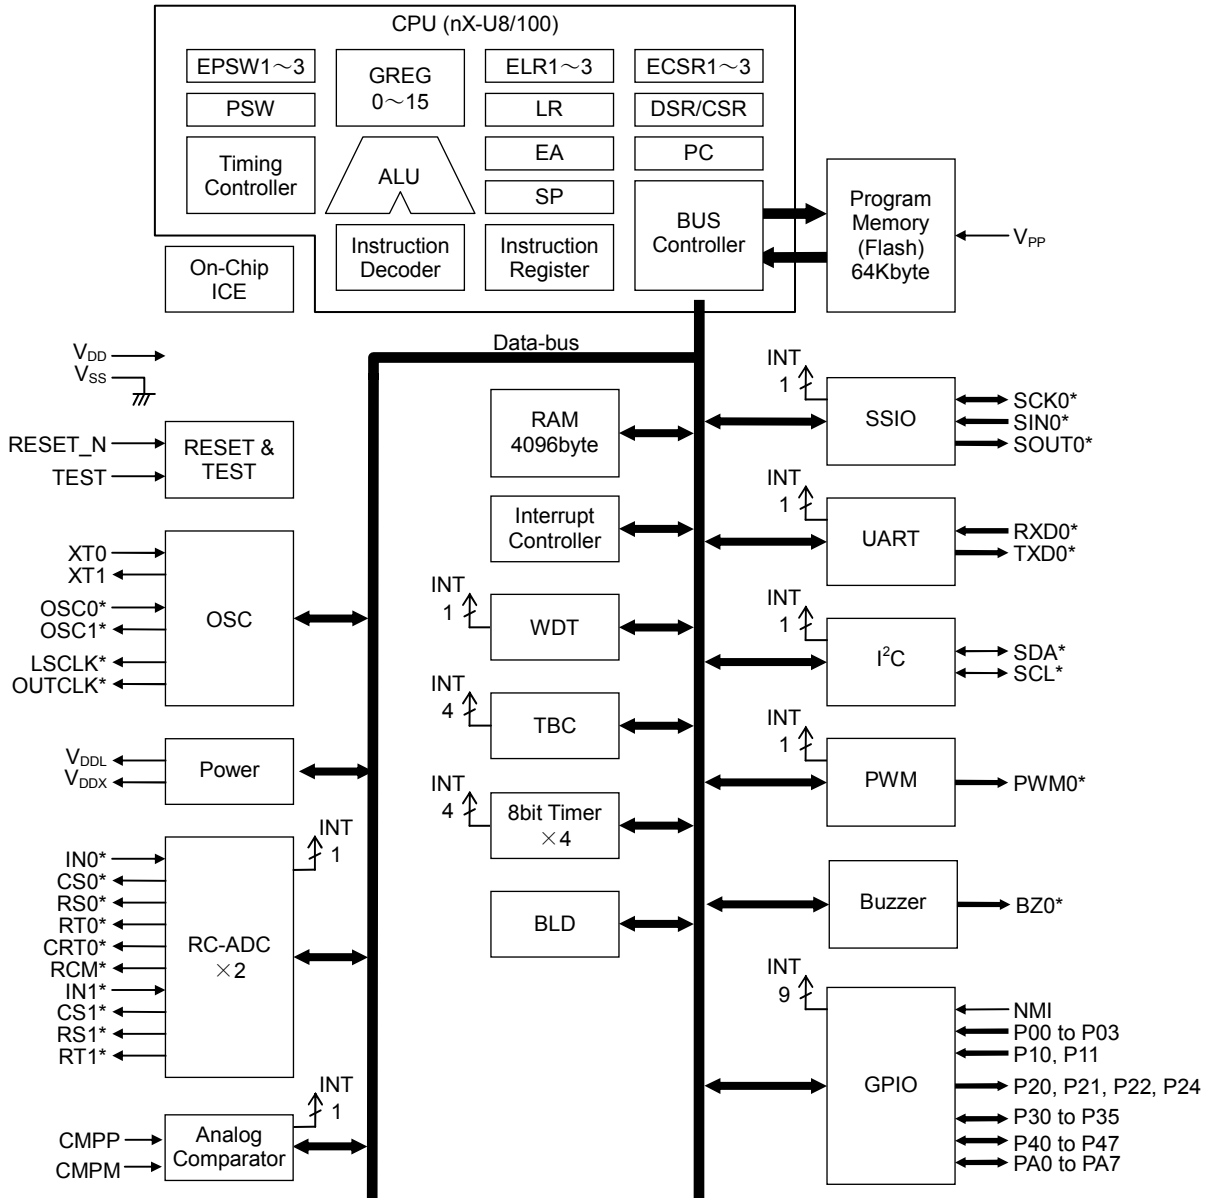 CPU (nX-U8/100)
EPSW1～3
GREG
0～15
ELR1～3
ECSR1～3
PSW
LR
DSR/CSR
Timing
Controller
ALU
EA
PC
SP
BUS
Controller
Program
Memory
(Flash)
64Kbyte
VPP
Instruction
Decoder
Instruction
Register
On-Chip
ICE
Data-bus
VDD
VSS
RESET_N
TEST
RESET &
TEST
XT0
XT1
OSC0*
OSC1*
LSCLK*
OUTCLK*
OSC
VDDL
VDDX
Power
IN0*
CS0*
RS0*
RT0*
CRT0*
RCM*
IN1*
CS1*
RS1*
RT1*
RC-ADC
×2
INT
1
CMPP
CMPM
Analog
Comparator
INT
1
RAM
4096byte
Interrupt
Controller
INT
1
WDT
INT
4
TBC
INT
4
8bit Timer
×4
BLD
INT
1
SSIO
SCK0*
SIN0*
SOUT0*
INT
1
UART
RXD0*
TXD0*
INT
1
I²C
SDA*
SCL*
INT
1
PWM
PWM0*
Buzzer
BZ0*
INT
9
GPIO
NMI
P00 to P03
P10, P11
P20, P21, P22, P24
P30 to P35
P40 to P47
PA0 to PA7